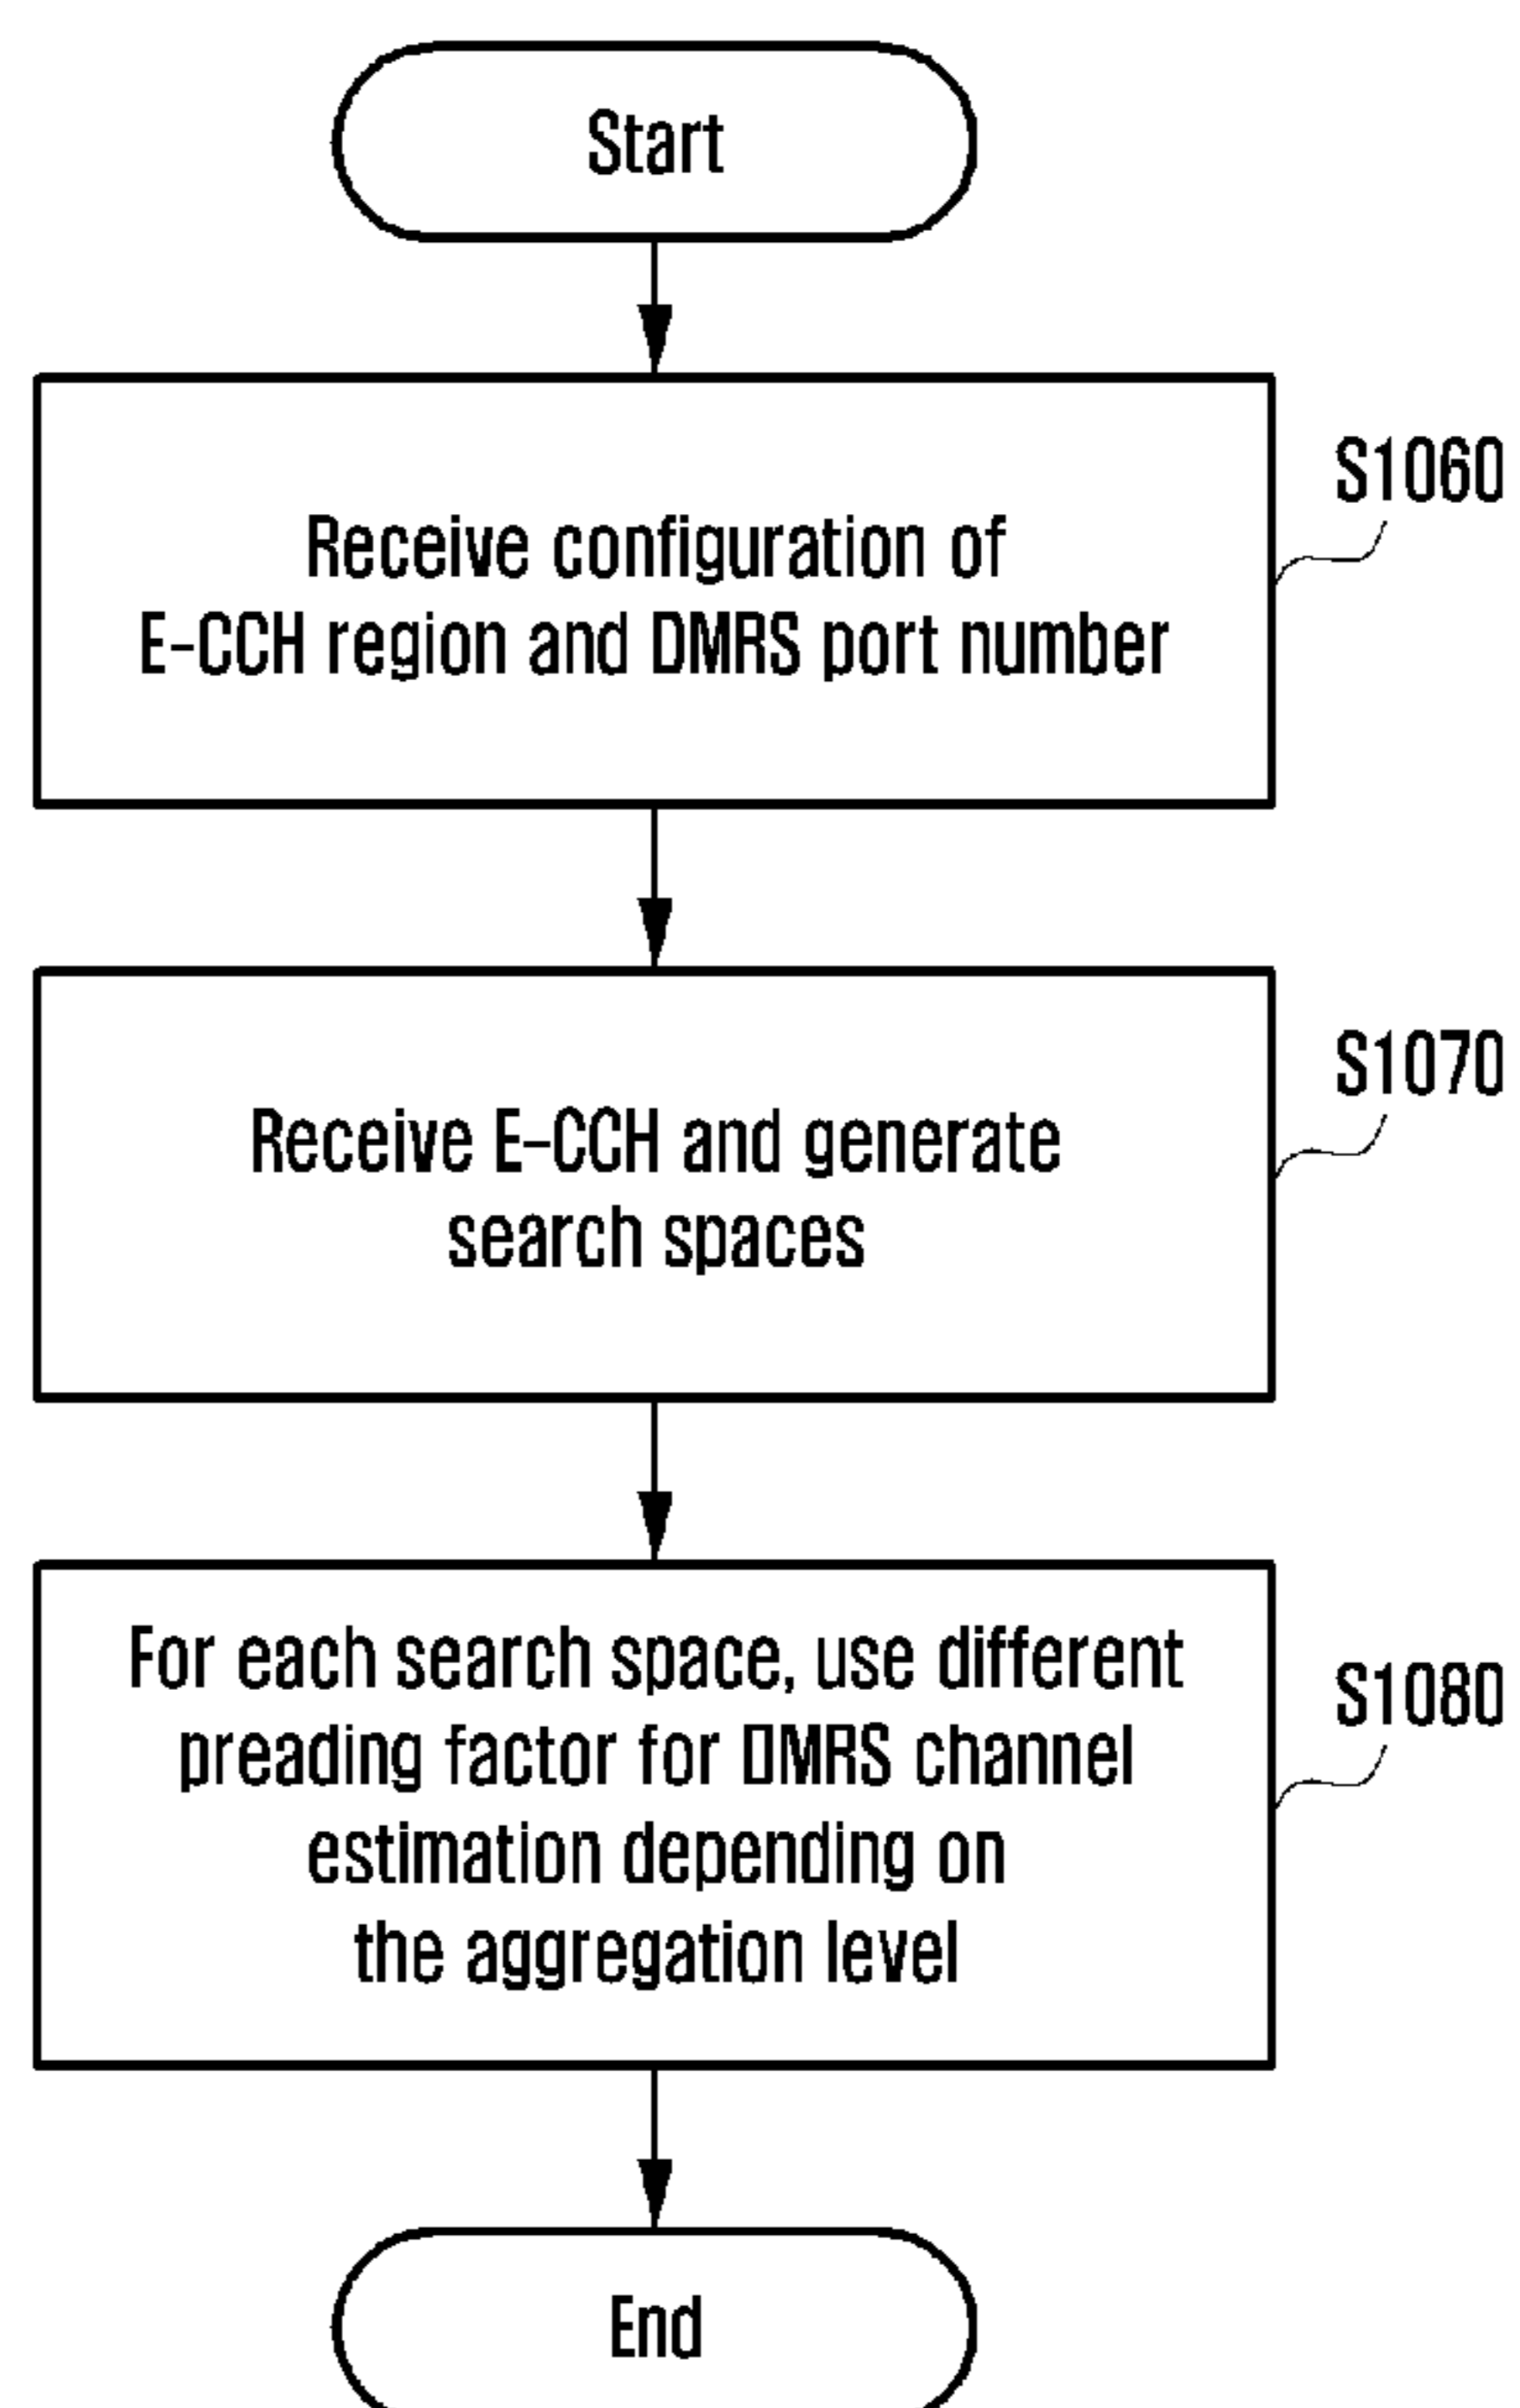 Start
S1060
Receive configuration of
E-CCH region and DMRS port number
S1070
Receive E-CCH and generate
search spaces
S1080
For each search space, use different
preading factor for DMRS channel
estimation depending on
the aggregation level
End